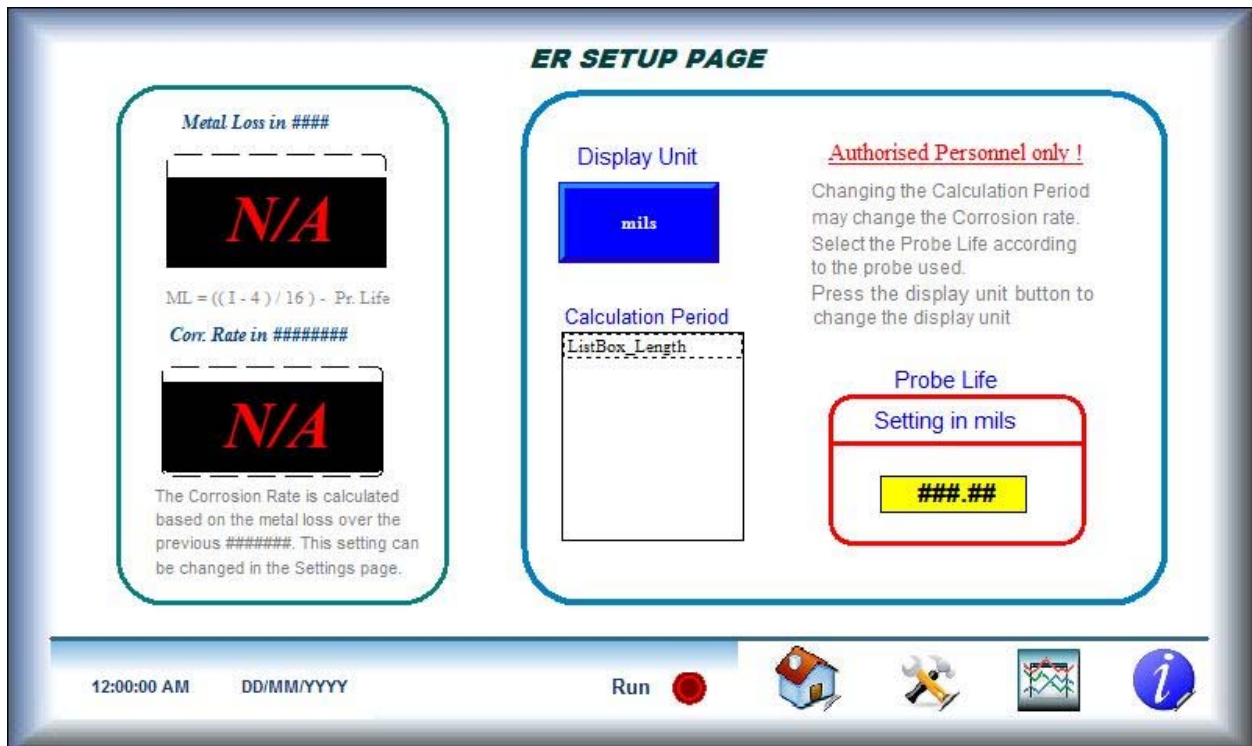 ER SETUP PAGE
Metal Loss in ####
N/A
ML = (( I - 4 ) / 16 ) - Pr. Life
Corr. Rate in ########
N/A
The Corrosion Rate is calculated
based on the metal loss over the
previous #######. This setting can
be changed in the Settings page.
Display Unit
mils
Calculation Period
ListBox_Length
Authorised Personnel only !
Changing the Calculation Period
may change the Corrosion rate.
Select the Probe Life according
to the probe used.
Press the display unit button to
change the display unit
Probe Life
Setting in mils
###.##
12:00:00 AM
DD/MM/YYYY
Run
i